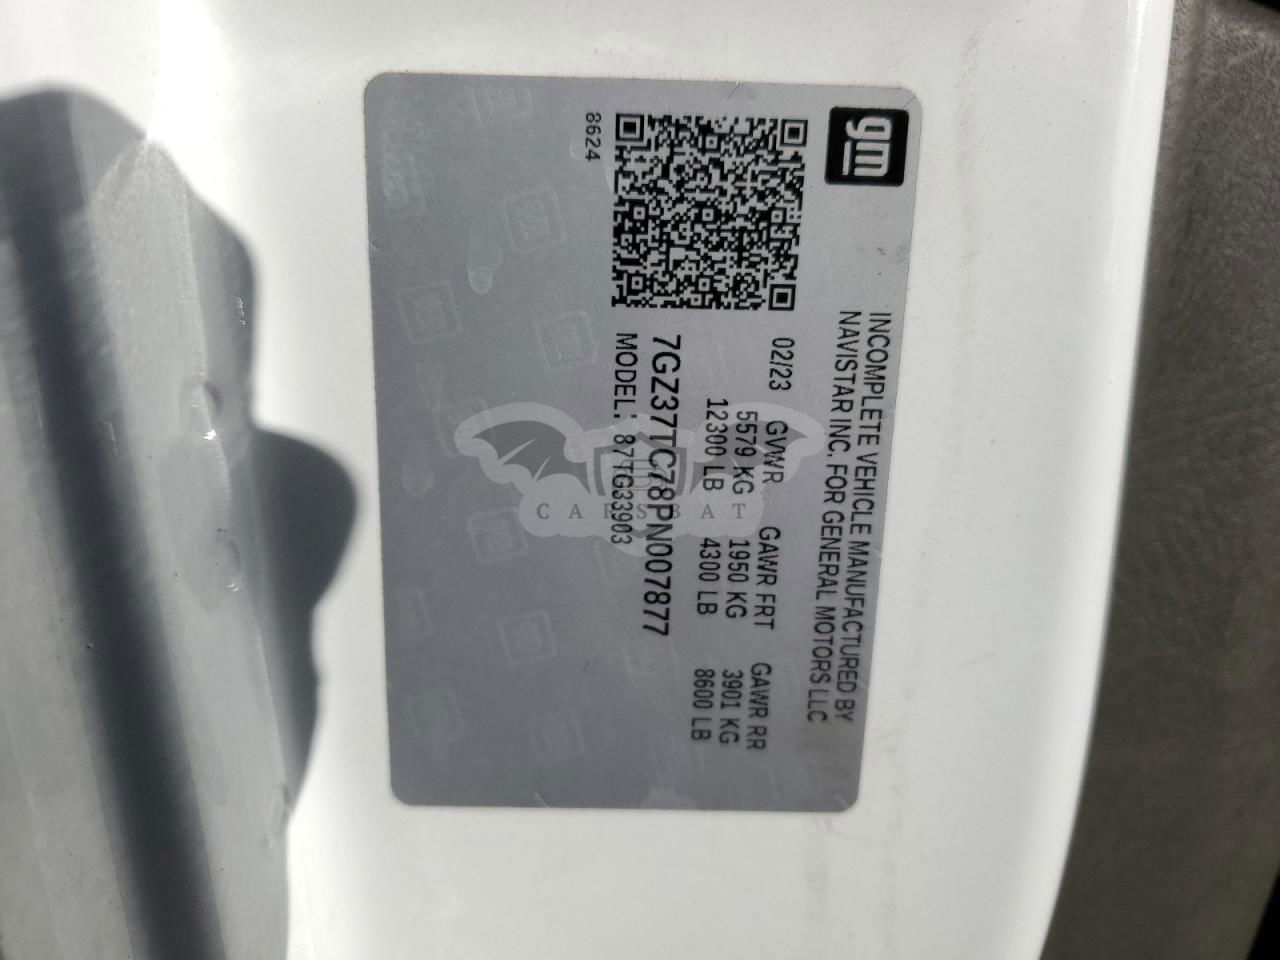 gm
INCOMPLETE VEHICLE MANUFACTURED BY
NAVISTAR INC. FOR GENERAL MOTORS LLC
02/23 GVWR GAWR FRT GAWR RR
5579 KG 1950 KG 3901 KG
12300 LB 4300 LB 8600 LB
7GZ37TC78PN007877
MODEL: 87TG33903
8624